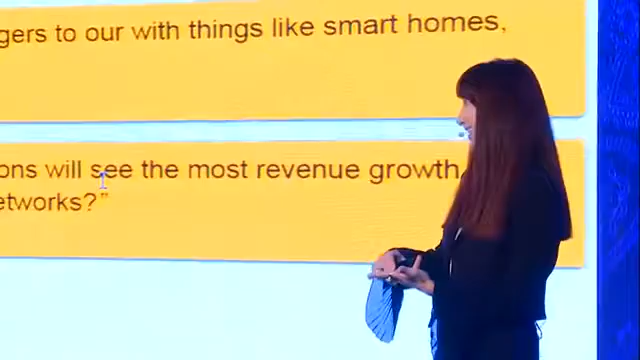 gers to our with things like smart homes,
ons will see the most revenue growth
etworks?"